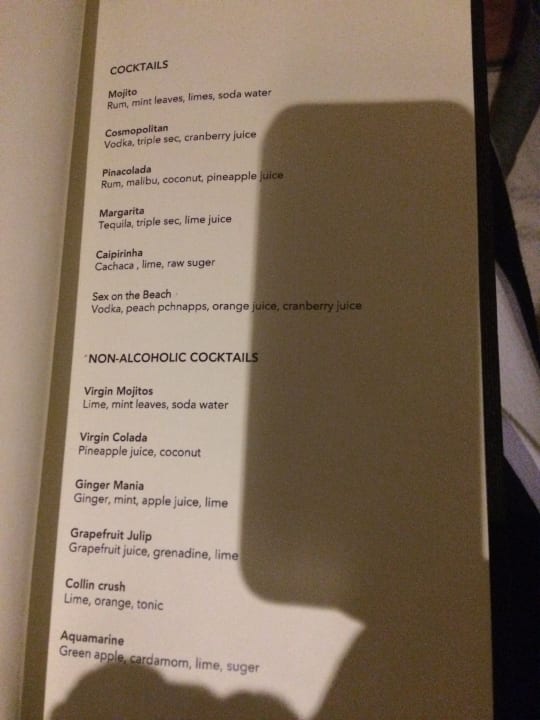 COCKTAILS
Mojito
Rum, mint leaves, limes, soda water
Cosmopolitan
Vodka, triple sec, cranberry juice
Pinacolada
Rum, malibu, coconut, pineapple juice
Margarita
Tequila, triple sec, lime juice
Caipirinha
Cachaca , lime, raw suger
Sex on the Beach
Vodka, peach pchnapps, orange juice, cranberry juice
NON-ALCOHOLIC COCKTAILS
Virgin Mojitos
Lime, mint leaves, soda water
Virgin Colada
Pineapple juice, coconut
Ginger Mania
Ginger, mint, apple juice, lime
Grapefruit Julip
Grapefruit juice, grenadine, lime
Collin crush
Lime, orange, tonic
Aquamarine
Green apple, cardamom, lime, suger